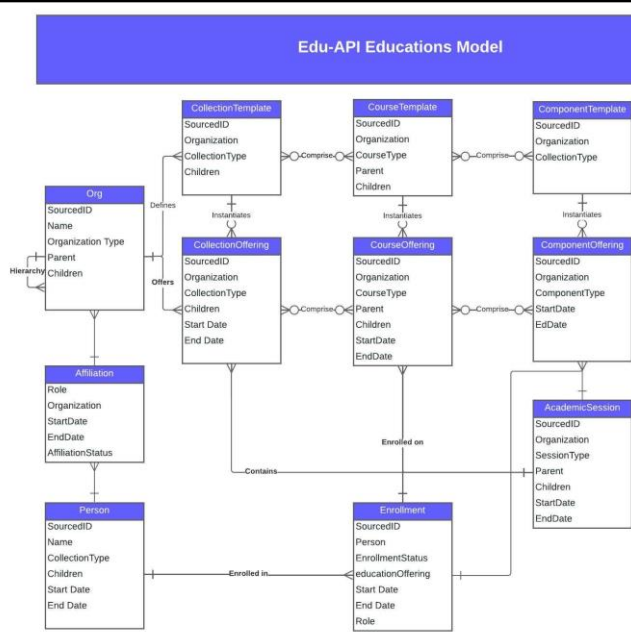 Edu-API Educations Model
CollectionTemplate
SourcedID
Organization
CollectionType
Children
Comprise
CourseTemplate
SourcedID
Organization
CourseType
Parent
Children
Comprise
ComponentTemplate
SourcedID
Organization
CollectionType
Org
SourcedID
Name
Organization Type
Parent
Children
Hierarchy
Defines
Offers
Instantiates
Instantiates
Instantiates
CollectionOffering
SourcedID
Organization
CollectionType
Children
Start Date
End Date
Comprise
CourseOffering
SourcedID
Organization
CourseType
Parent
Children
StartDate
EndDate
Comprise
ComponentOffering
SourcedID
Organization
ComponentType
StartDate
EdDate
Affiliation
Role
Organization
StartDate
EndDate
AffiliationStatus
Enrolled on
Contains
AcademicSession
SourcedID
Organization
SessionType
Parent
Children
StartDate
EndDate
Person
SourcedID
Name
CollectionType
Children
Start Date
End Date
Enrolled in
Enrollment
SourcedID
Person
EnrollmentStatus
educationOffering
Start Date
End Date
Role